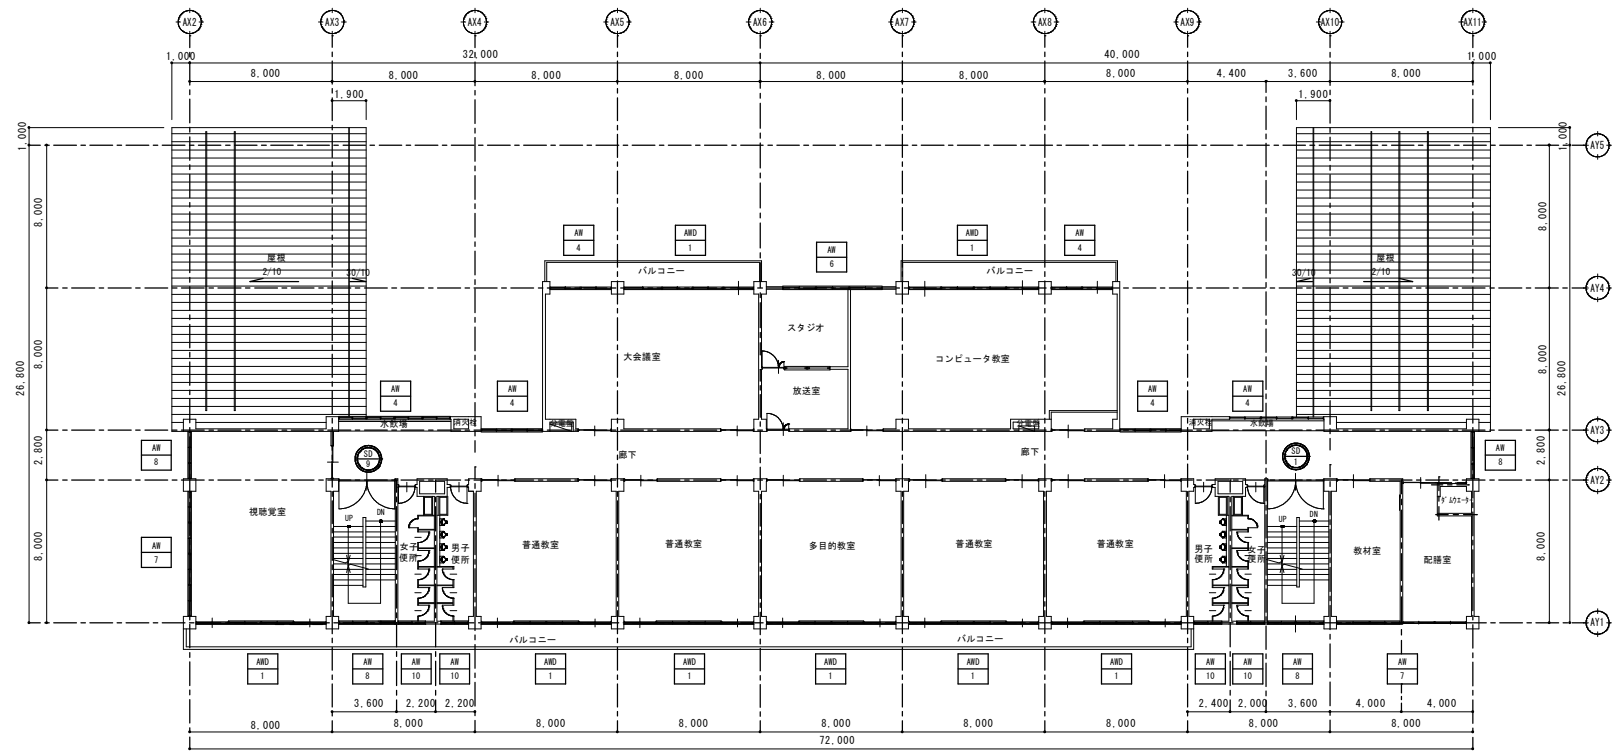 AX2 AX3 AX4 AX5 AX6 AX7 AX8 AX9 AX10 AX11
1,000 32,000 40,000 1,000
8,000 8,000 8,000 8,000 8,000 8,000 8,000 4,400 3,600 8,000
1,900 1,900
1,000 1,000
AY5
8,000 8,000
AW 4
AWD 1
AW 6
AWD 1
AW 4
屋根 2/10 30/10
バルコニー
バルコニー
30/10 屋根 2/10
AY4
スタジオ
大会議室
コンピュータ教室
放送室
8,000 8,000
26,800 26,800
AW 4
AW 4
AW 4
AW 4
水飲場 消火栓 消火栓 水飲場
AY3
AW 8
2,800
SD 9
廊下
廊下
SD 1
2,800
AW 8
AY2
視聴覚室
UP DN
女子便所
男子便所
普通教室
普通教室
多目的教室
普通教室
普通教室
男子便所
女子便所
UP DN
教材室
配膳室
ダムウエータ
AW 7
8,000 8,000
AY1
バルコニー
バルコニー
AWD 1
AW 8
AW 10
AW 10
AWD 1
AWD 1
AWD 1
AWD 1
AWD 1
AW 10
AW 10
AW 8
AW 7
3,600 2,200 2,200 2,400 2,000 3,600 4,000 4,000
8,000 8,000 8,000 8,000 8,000 8,000 8,000 8,000 8,000
72,000